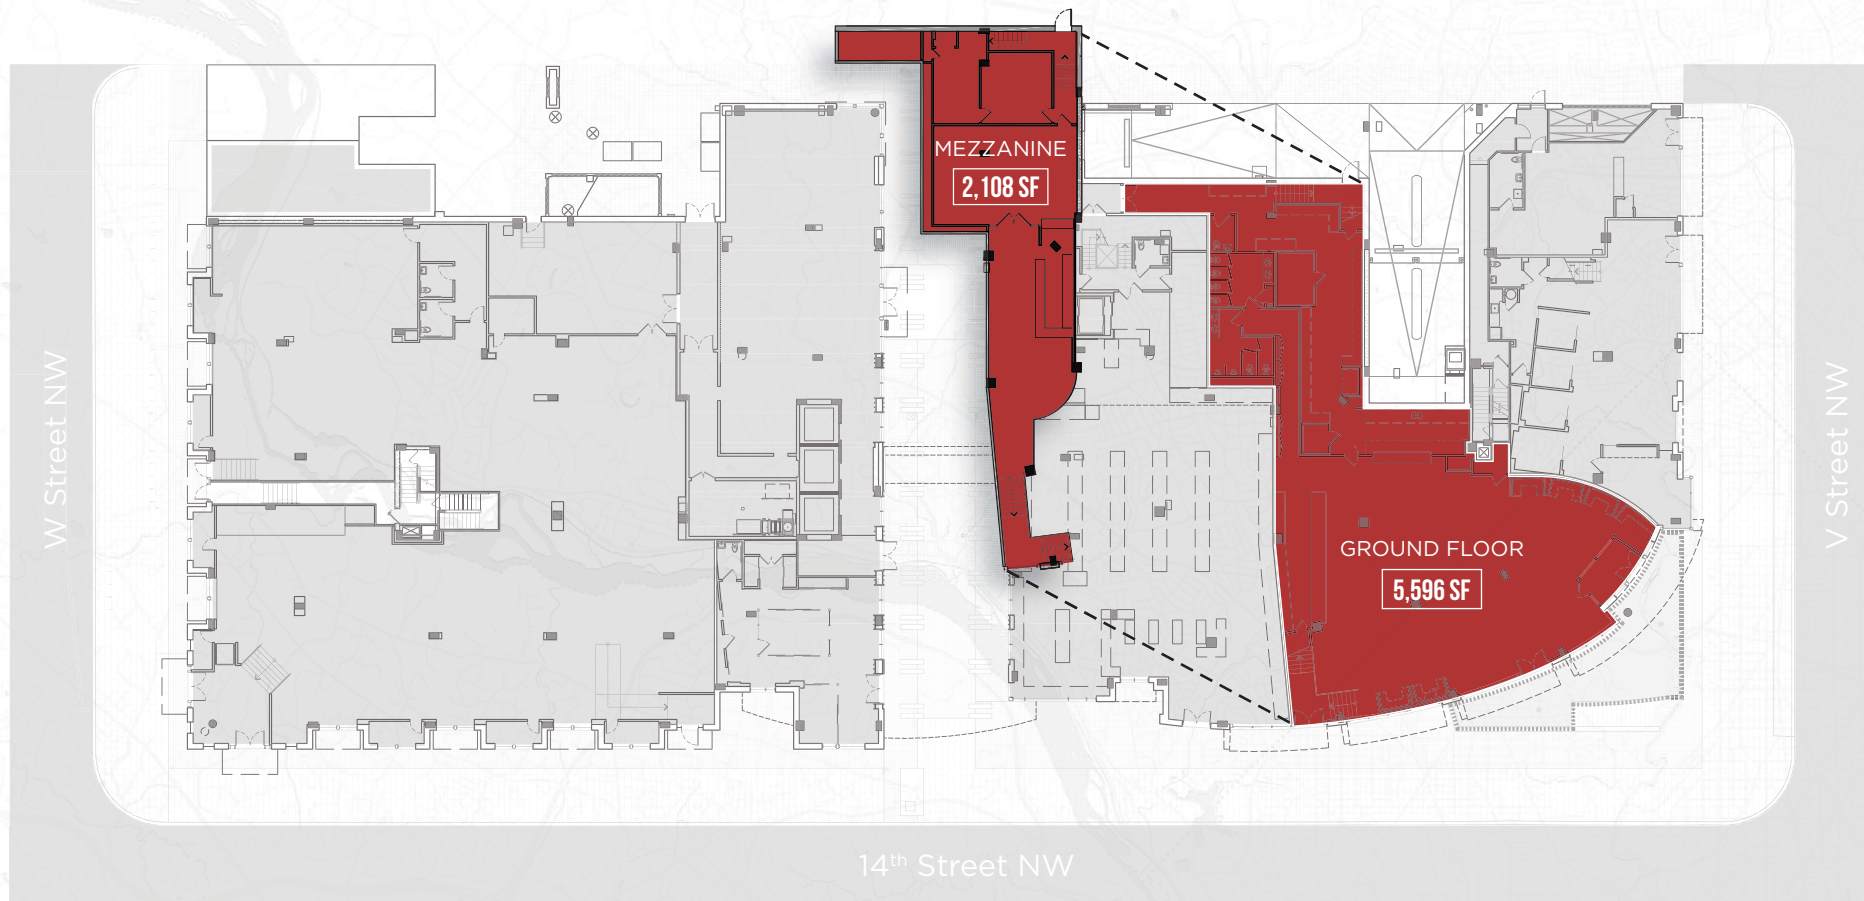 MEZZANINE
2,108 SF
GROUND FLOOR
5,596 SF
W Street NW
V Street NW
14th Street NW